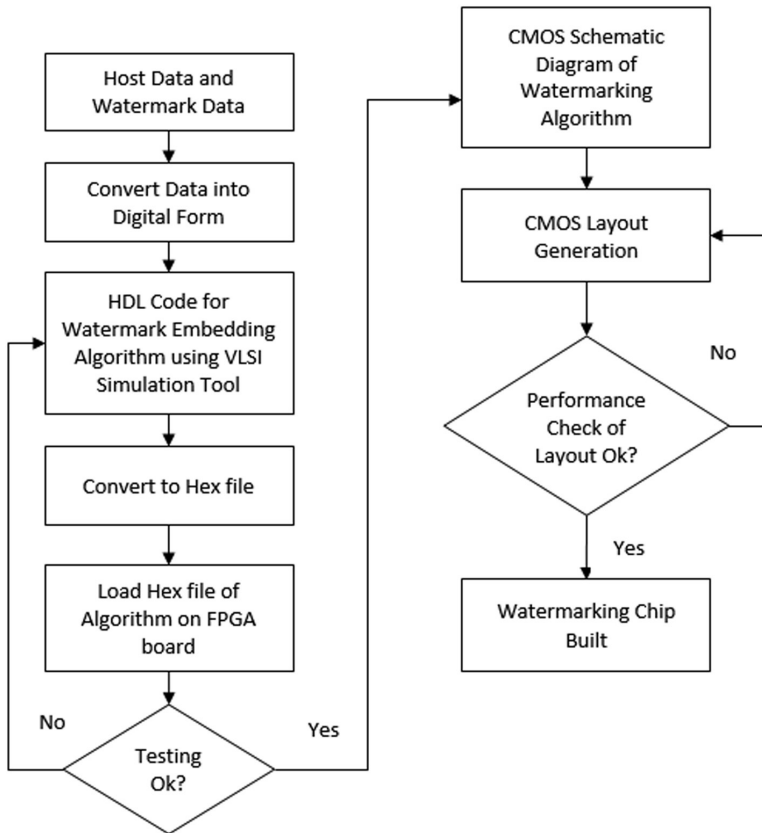 Host Data and
Watermark Data
Convert Data into
Digital Form
HDL Code for
Watermark Embedding
Algorithm using VLSI
Simulation Tool
Convert to Hex file
Load Hex file of
Algorithm on FPGA
board
No
Yes
Testing
Ok?
CMOS Schematic
Diagram of
Watermarking
Algorithm
CMOS Layout
Generation
No
Performance
Check of
Layout Ok?
Yes
Watermarking Chip
Built